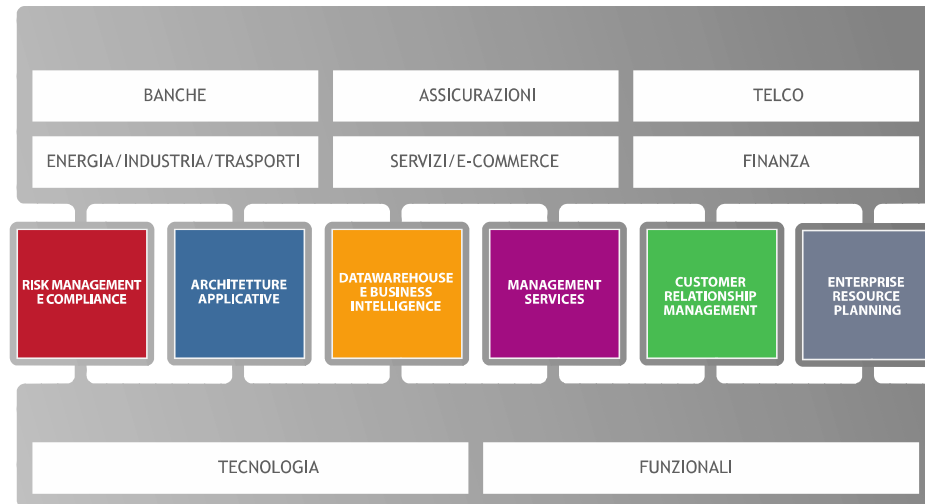 BANCHE
ASSICURAZIONI
TELCO
ENERGIA/INDUSTRIA/TRASPORTI
SERVIZI/E-COMMERCE
FINANZA
RISK MANAGEMENT
E COMPLIANCE
ARCHITETTURE
APPLICATIVE
DATAWAREHOUSE
E BUSINESS
INTELLIGENCE
MANAGEMENT
SERVICES
CUSTOMER
RELATIONSHIP
MANAGEMENT
ENTERPRISE
RESOURCE
PLANNING
TECNOLOGIA
FUNZIONALI